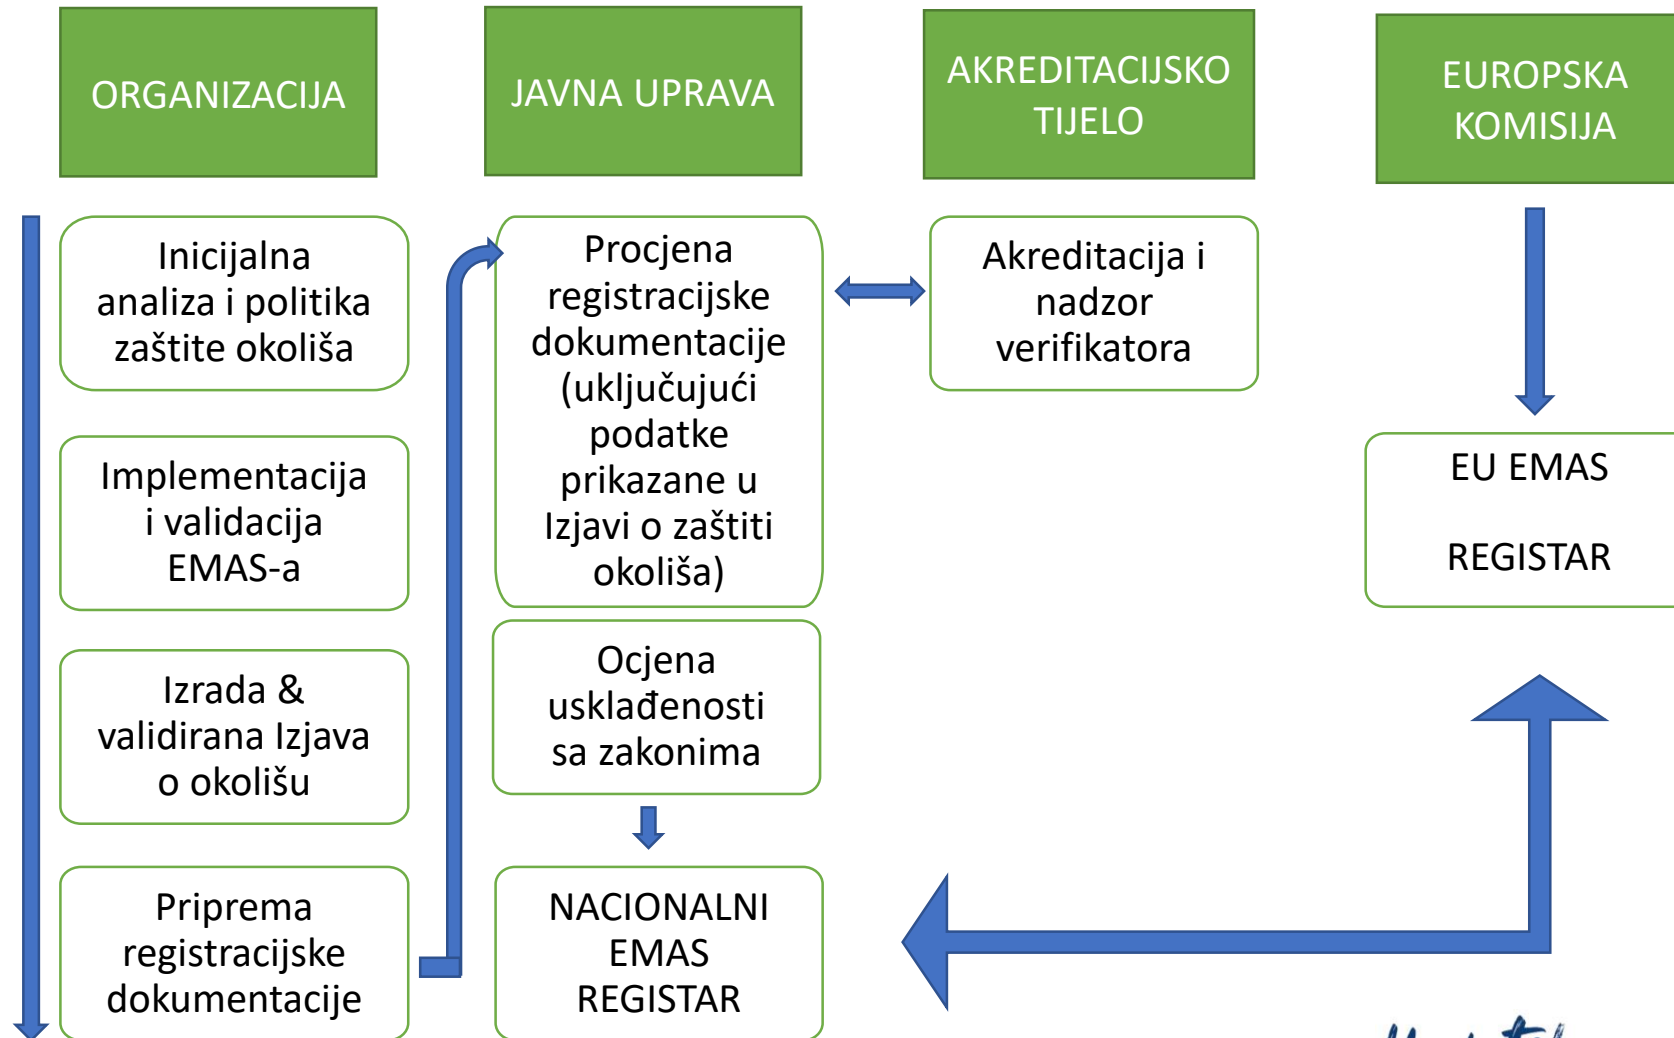 ORGANIZACIJA
JAVNA UPRAVA
AKREDITACIJSKO
TIJELO
EUROPSKA
KOMISIJA
Inicijalna
analiza i politika
zaštite okoliša
Implementacija
i validacija
EMAS-a
Izrada &
validirana Izjava
o okolišu
Priprema
registracijske
dokumentacije
Procjena
registracijske
dokumentacije
(uključujući
podatke
prikazane u
Izjavi o zaštiti
okoliša)
Ocjena
usklađenosti
sa zakonima
NACIONALNI
EMAS
REGISTAR
Akreditacija i
nadzor
verifikatora
EU EMAS
REGISTAR